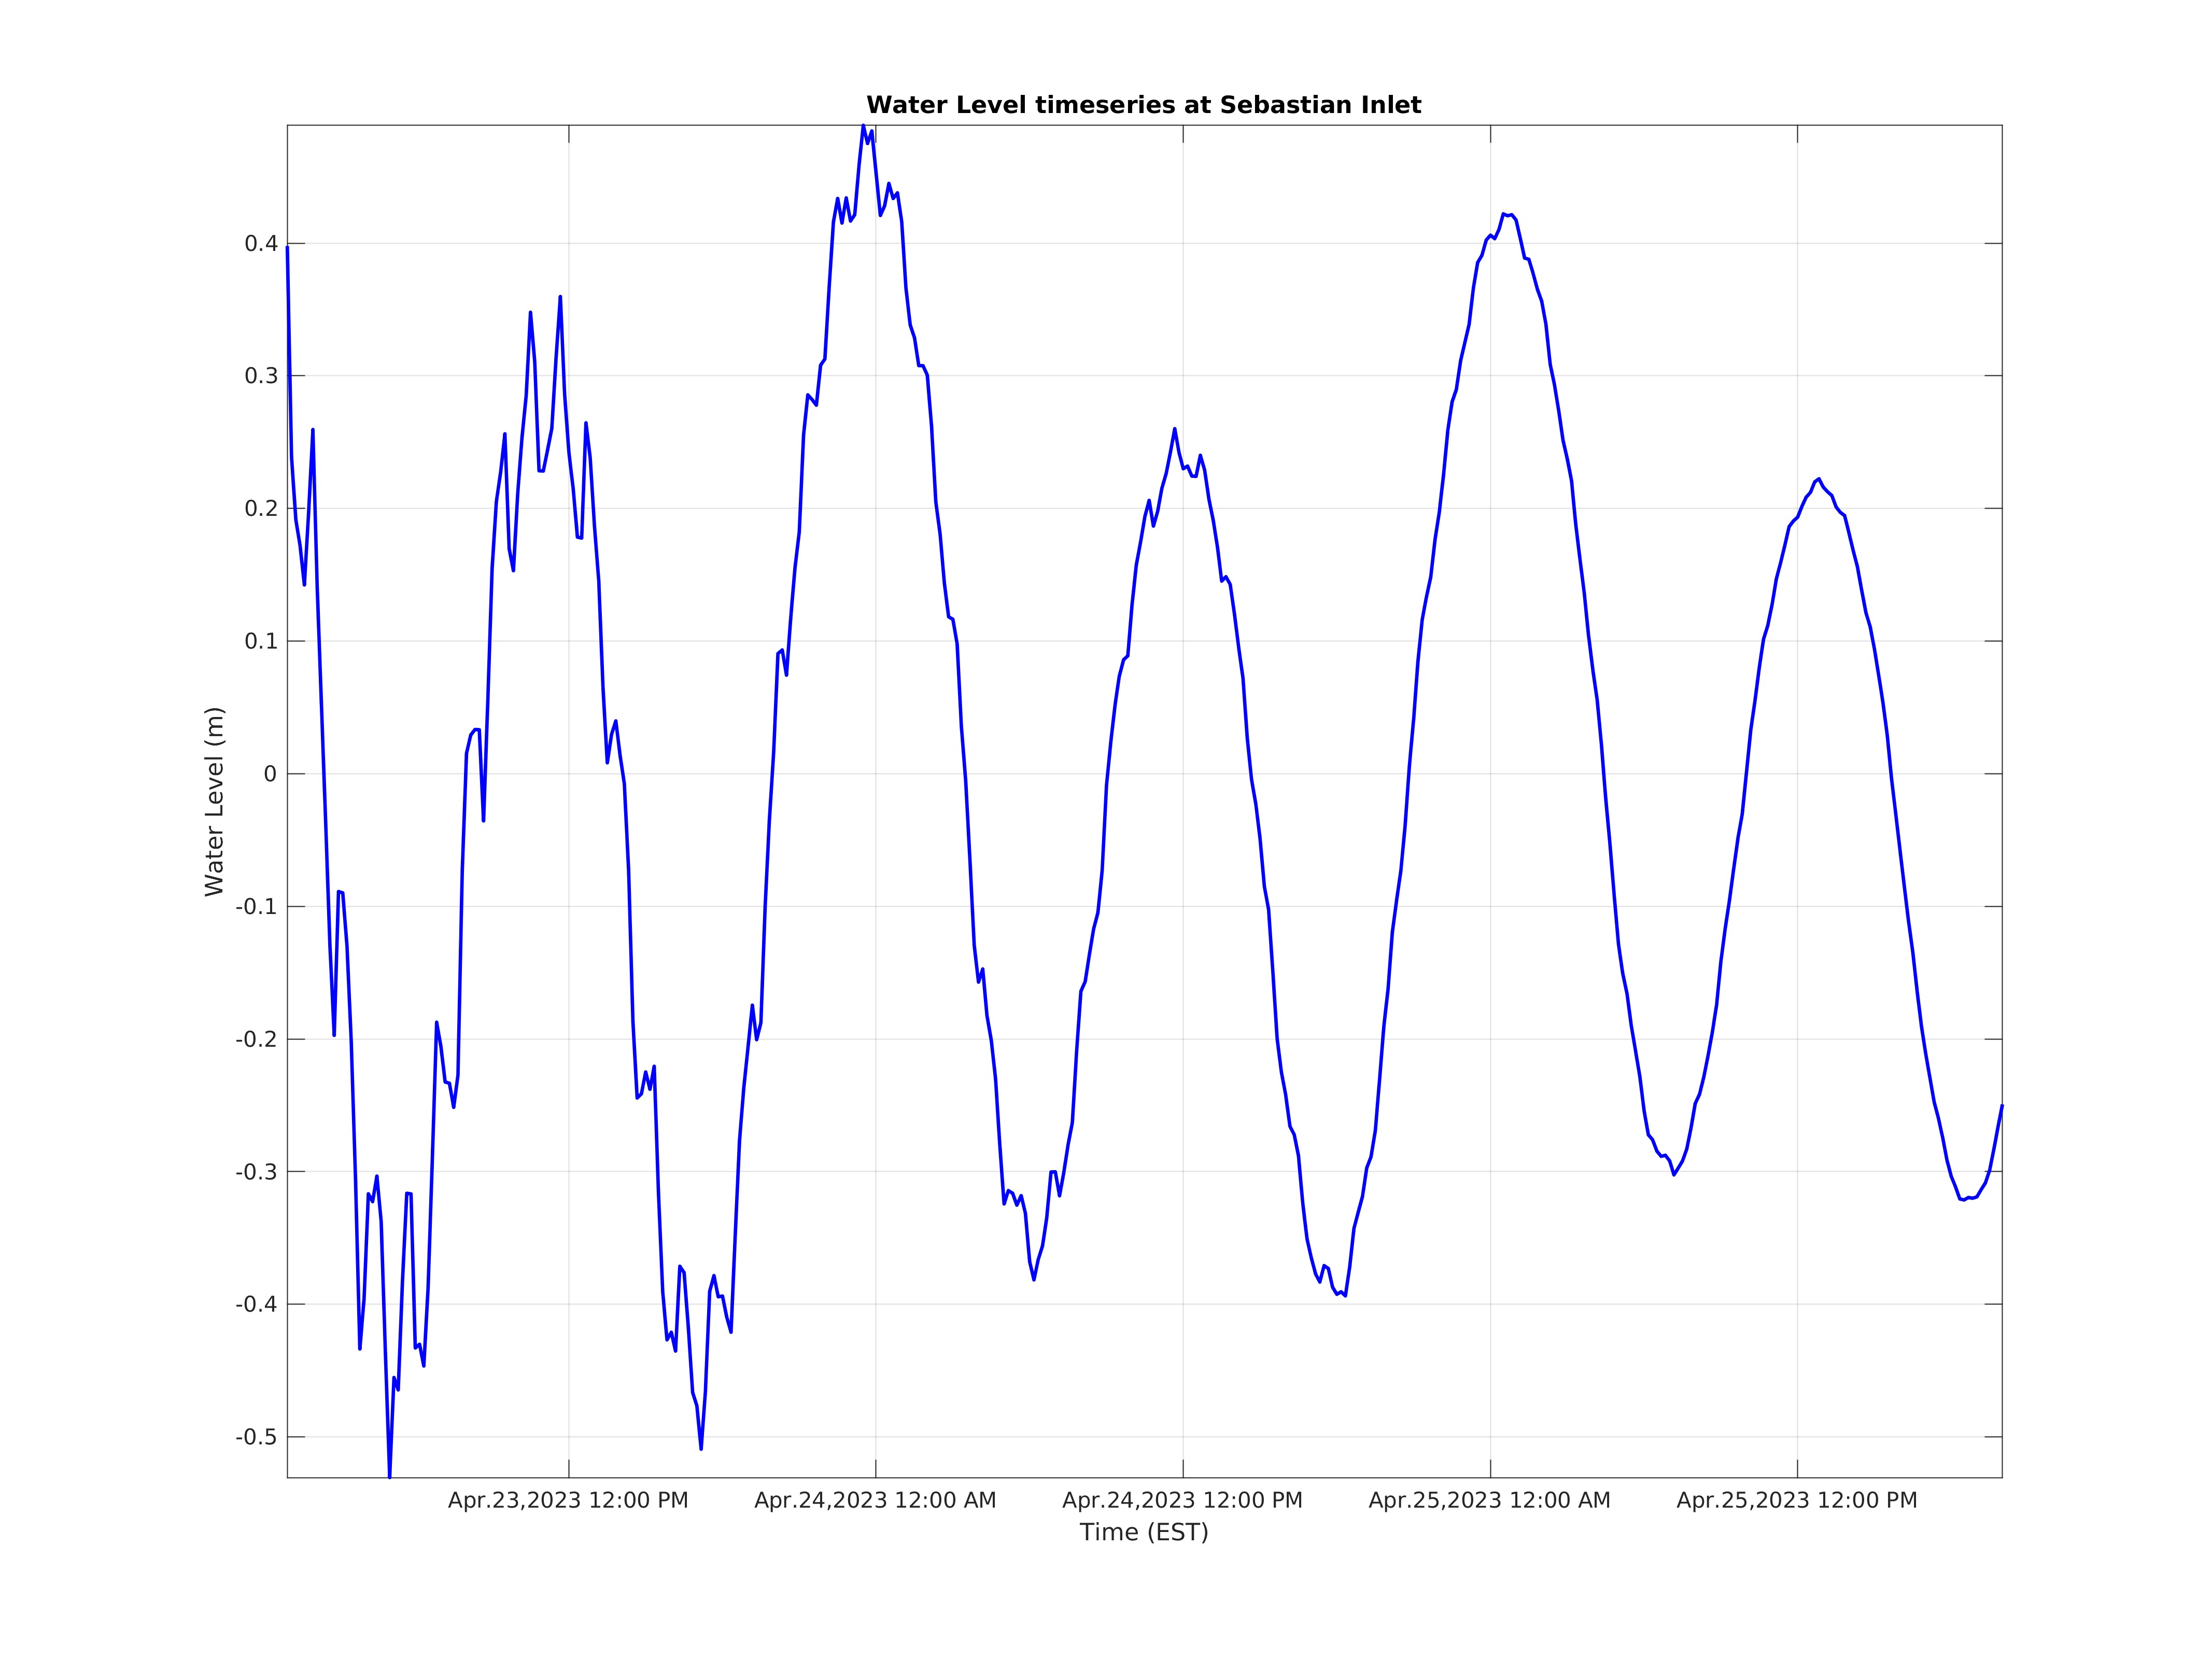 Water Level timeseries at Sebastian Inlet
0.4
0.3
0.2
0.1
0
-0.1
-0.2
-0.3
-0.4
-0.5
Water Level (m)
Apr.23,2023 12:00 PM
Apr.24,2023 12:00 AM
Apr.24,2023 12:00 PM
Apr.25,2023 12:00 AM
Apr.25,2023 12:00 PM
Time (EST)